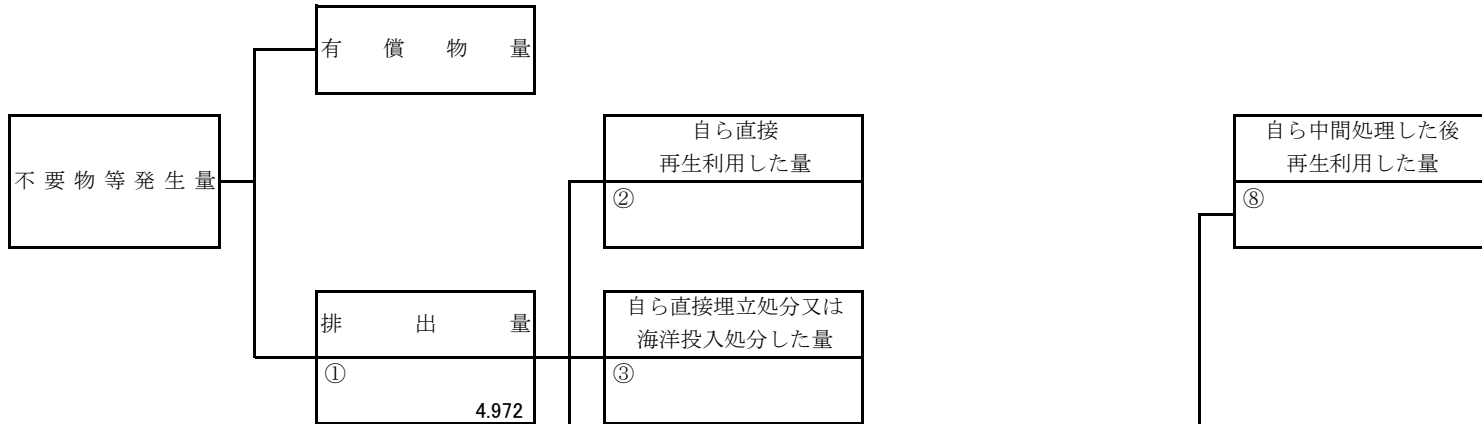 有償物量
不要物等発生量
自ら直接
再生利用した量
②
自ら中間処理した後
再生利用した量
⑧
排出量
①
4.972
自ら直接埋立処分又は
海洋投入処分した量
③